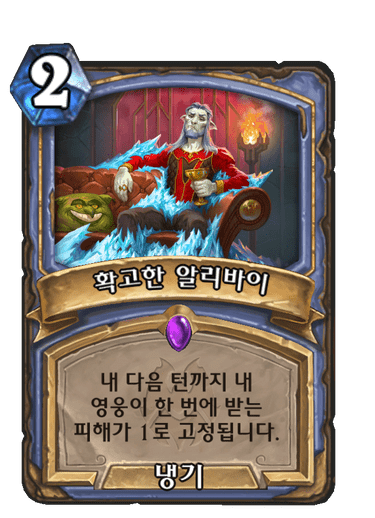 2
확고한 알리바이
내 다음 턴까지 내
영웅이 한 번에 받는
피해가 1로 고정됩니다.
냉기